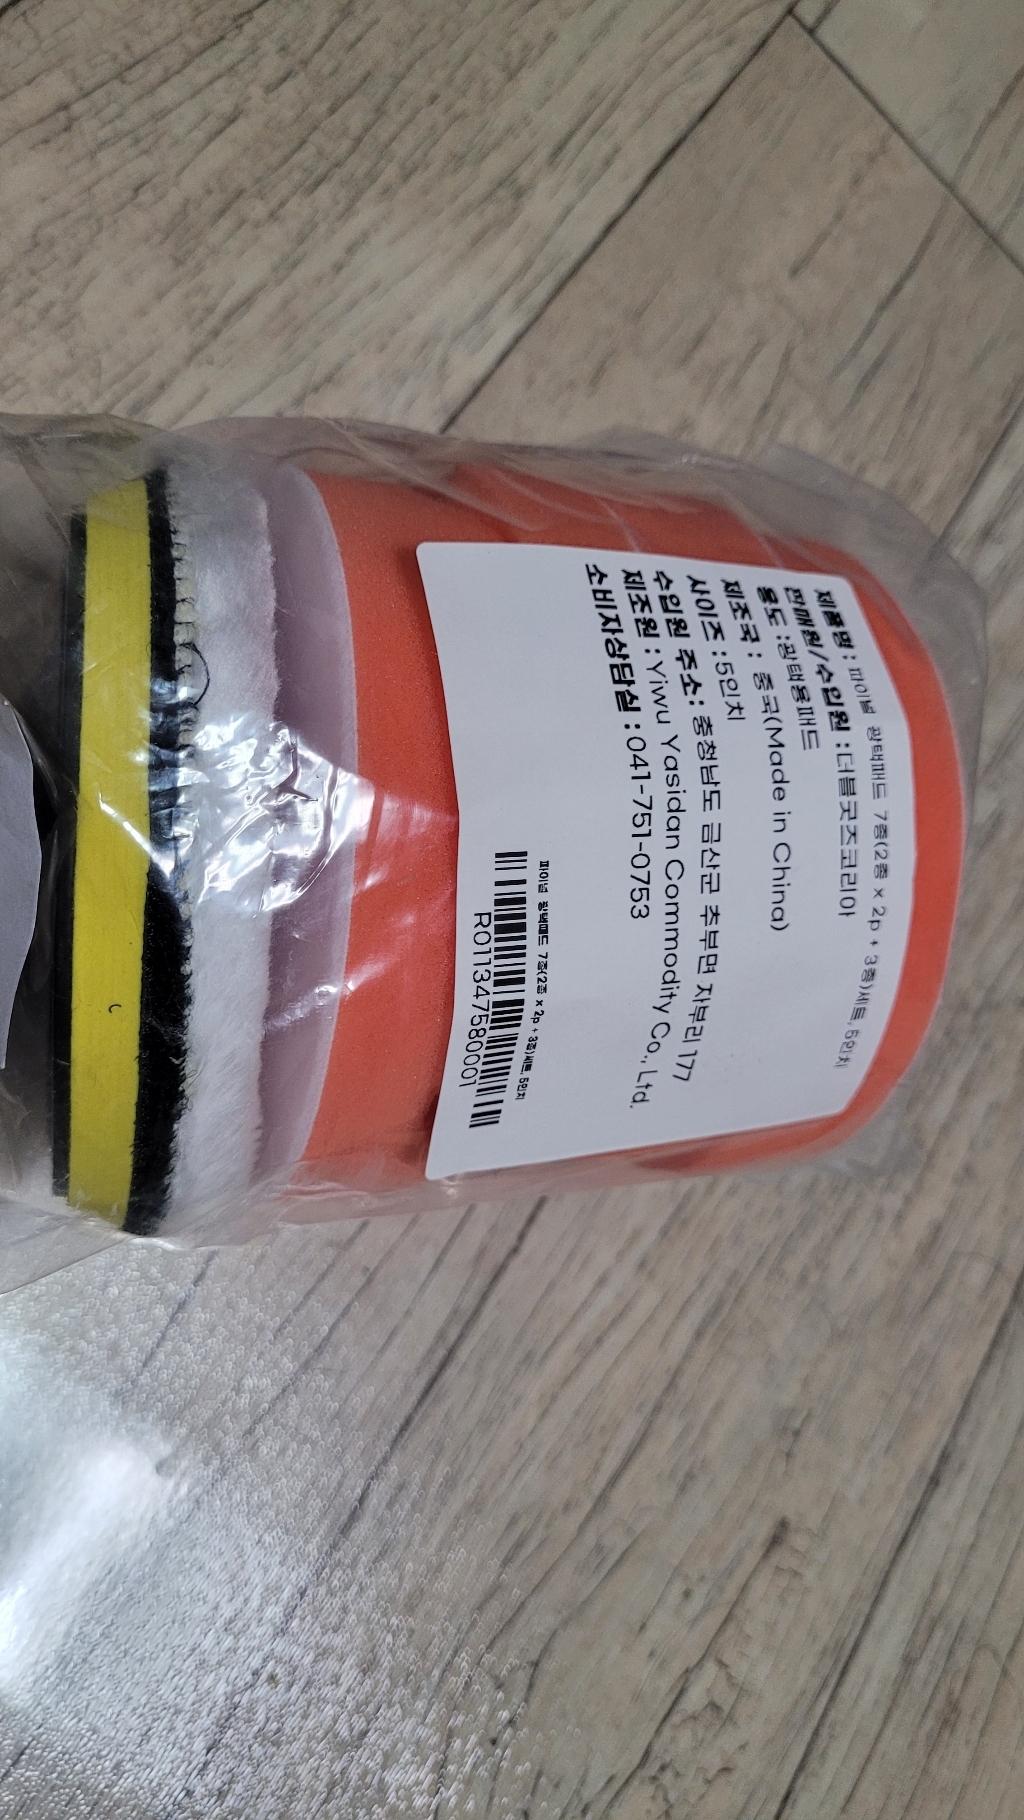 제품명 : 파이널 광택패드 7종(2종 x 2p + 3종)세트, 5인치
판매원/수입원 : 더블굿즈코리아
용도 : 광택용패드
제조국 : 중국(Made in China)
사이즈 : 5인치
수입원 주소 : 충청남도 금산군 추부면 자부리 177
제조원 : Yiwu Yasidan Commodity Co., Ltd.
소비자상담실 : 041-751-0753
파이널 광택패드 7종(2종 x 2p + 3종)세트, 5인치
R011347580001